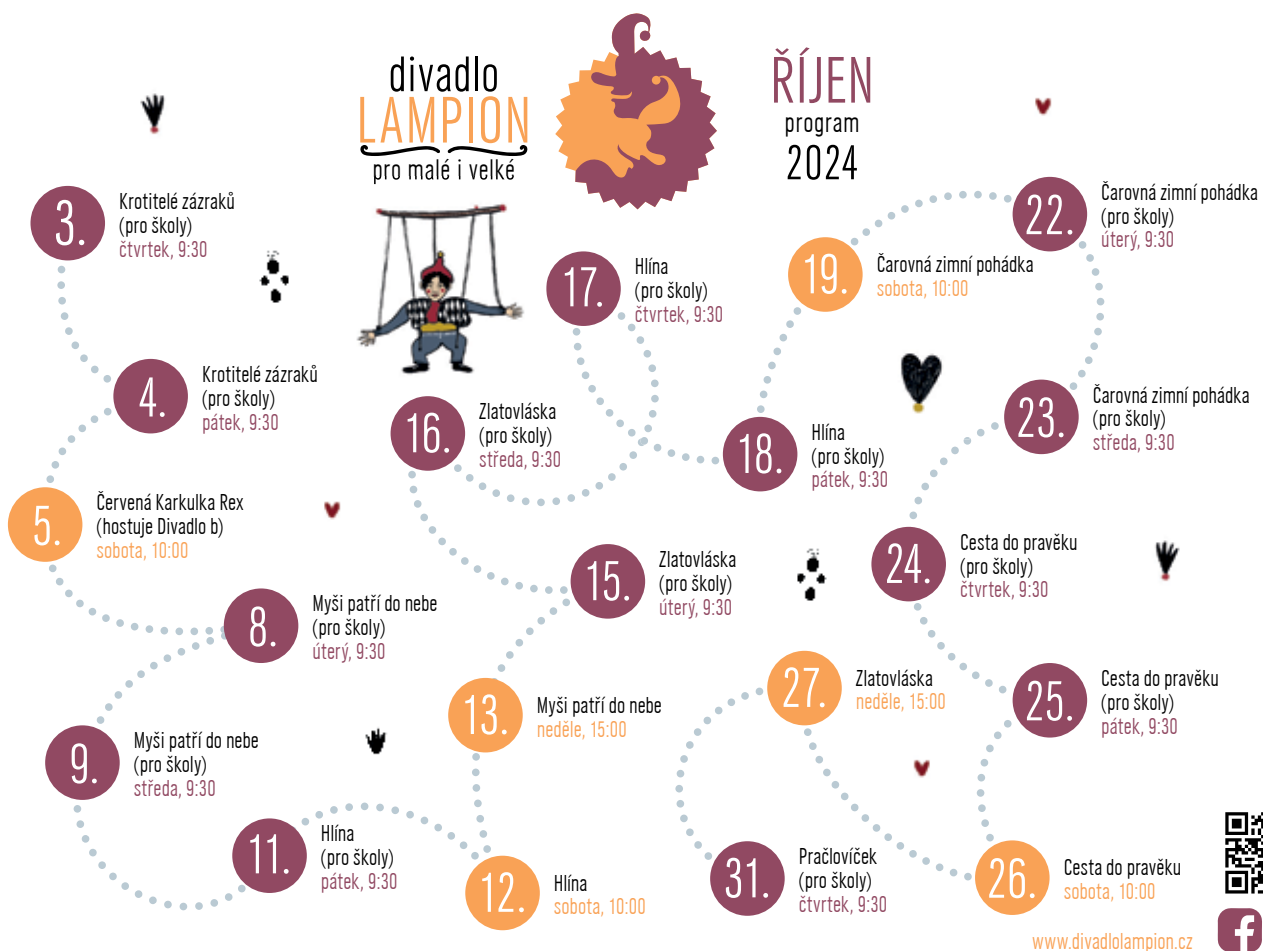 divadlo
LAMPION
pro malé i velké
ŘÍJEN
program
2024
3.
Krotitelé zázraků
(pro školy)
čtvrtek, 9:30
4.
Krotitelé zázraků
(pro školy)
pátek, 9:30
5.
Červená Karkulka Rex
(hostuje Divadlo b)
sobota, 10:00
8.
Myši patří do nebe
(pro školy)
úterý, 9:30
9.
Myši patří do nebe
(pro školy)
středa, 9:30
11.
Hlína
(pro školy)
pátek, 9:30
12.
Hlína
sobota, 10:00
13.
Myši patří do nebe
neděle, 15:00
15.
Zlatovláska
(pro školy)
úterý, 9:30
16.
Zlatovláska
(pro školy)
středa, 9:30
17.
Hlína
(pro školy)
čtvrtek, 9:30
18.
Hlína
(pro školy)
pátek, 9:30
19.
Čarovná zimní pohádka
sobota, 10:00
22.
Čarovná zimní pohádka
(pro školy)
úterý, 9:30
23.
Čarovná zimní pohádka
(pro školy)
středa, 9:30
24.
Cesta do pravěku
(pro školy)
čtvrtek, 9:30
25.
Cesta do pravěku
(pro školy)
pátek, 9:30
26.
Cesta do pravěku
sobota, 10:00
27.
Zlatovláska
neděle, 15:00
31.
Pračlovíček
(pro školy)
čtvrtek, 9:30
www.divadlolampion.cz